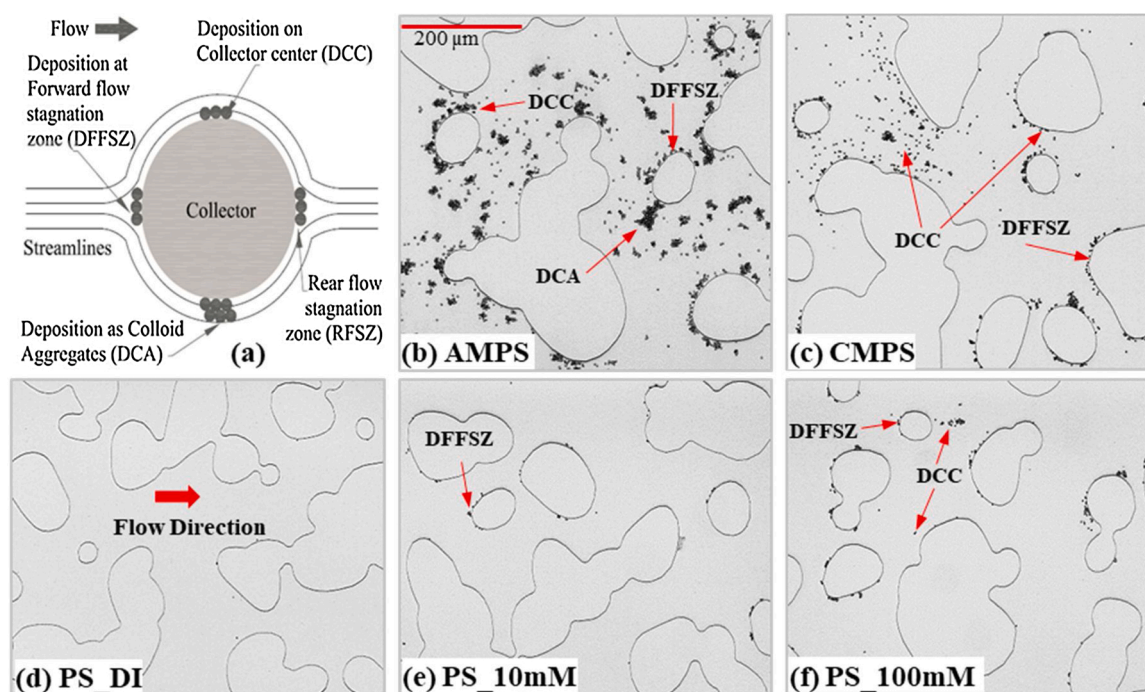 Flow
Deposition on
Collector center (DCC)
Deposition at
Forward flow
stagnation
zone (DFFSZ)
Collector
Streamlines
Rear flow
stagnation
zone (RFSZ)
Deposition as Colloid
Aggregates (DCA)
(a)
200 µm
DCC
DFFSZ
DCA
(b) AMPS
DCC
DFFSZ
(c) CMPS
Flow Direction
(d) PS_DI
DFFSZ
(e) PS_10mM
DFFSZ
DCC
(f) PS_100mM